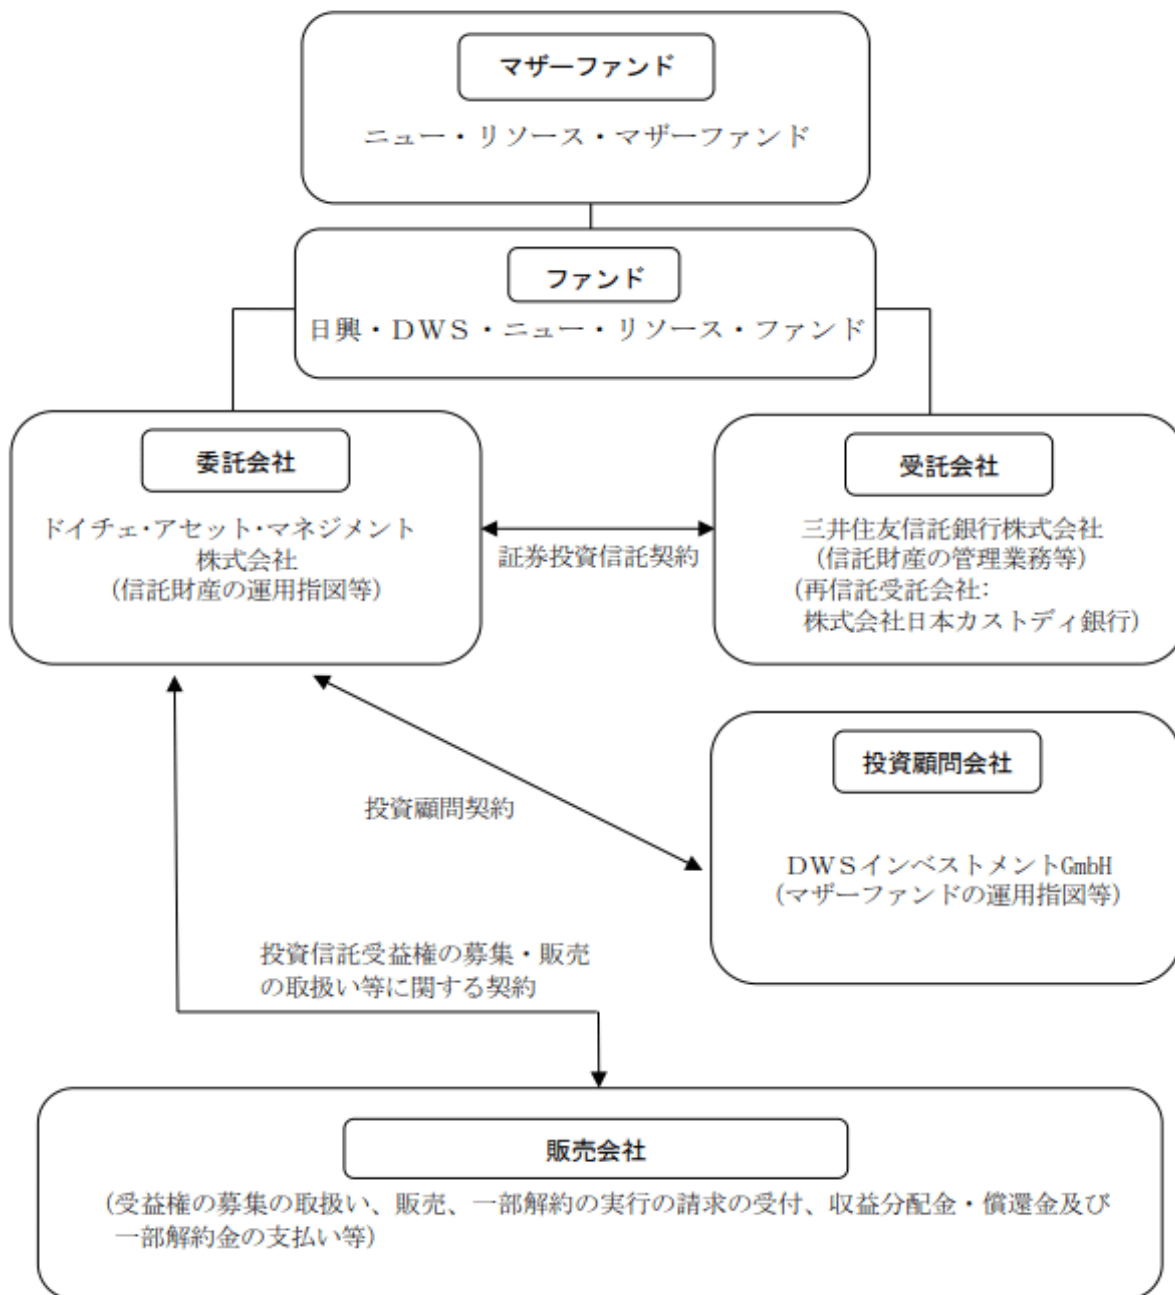 マザーファンド
ニュー・リソース・マザーファンド
ファンド
日興・ＤＷＳ・ニュー・リソース・ファンド
委託会社
ドイチェ･アセット･マネジメント
株式会社
(信託財産の運用指図等)
証券投資信託契約
受託会社
三井住友信託銀行株式会社
(信託財産の管理業務等)
(再信託受託会社:
株式会社日本カストディ銀行)
投資顧問契約
投資顧問会社
ＤＷＳインベストメントGmbH
(マザーファンドの運用指図等)
投資信託受益権の募集・販売
の取扱い等に関する契約
販売会社
(受益権の募集の取扱い、販売、一部解約の実行の請求の受付、収益分配金・償還金及び
一部解約金の支払い等)